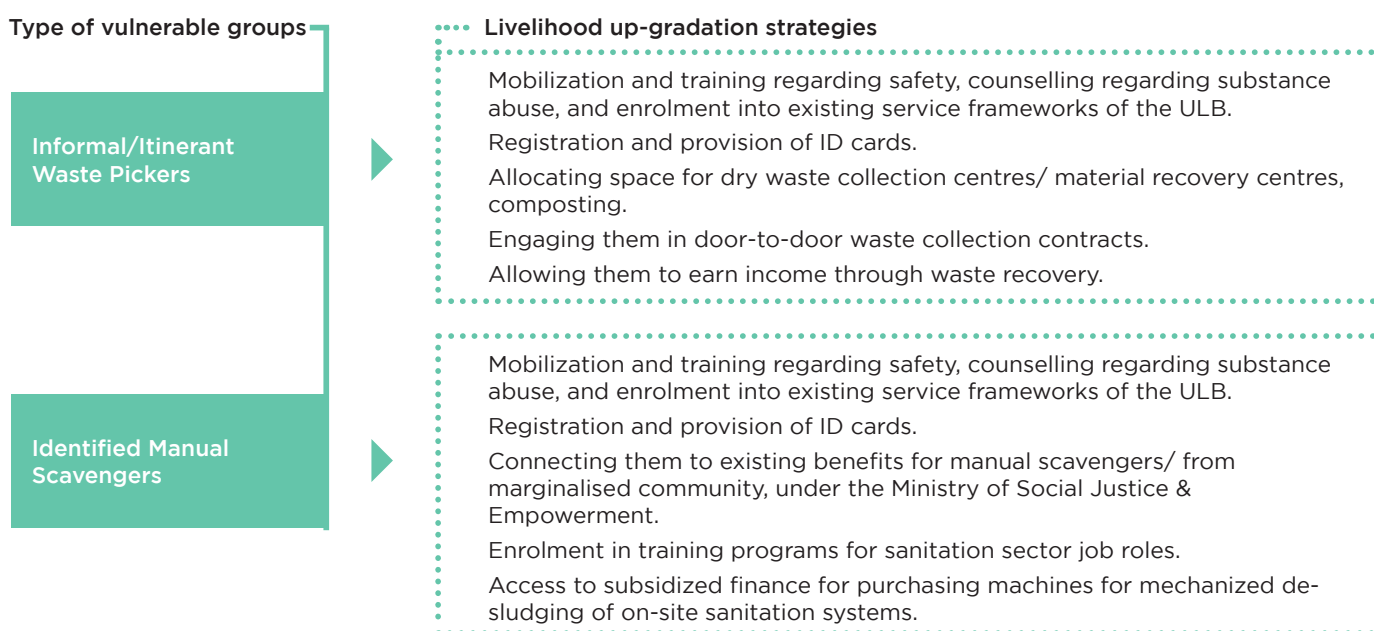 Type of vulnerable groups
Livelihood up-gradation strategies
Informal/Itinerant
Waste Pickers
Mobilization and training regarding safety, counselling regarding substance
abuse, and enrolment into existing service frameworks of the ULB.
Registration and provision of ID cards.
Allocating space for dry waste collection centres/ material recovery centres,
composting.
Engaging them in door-to-door waste collection contracts.
Allowing them to earn income through waste recovery.
Identified Manual
Scavengers
Mobilization and training regarding safety, counselling regarding substance
abuse, and enrolment into existing service frameworks of the ULB.
Registration and provision of ID cards.
Connecting them to existing benefits for manual scavengers/ from
marginalised community, under the Ministry of Social Justice &
Empowerment.
Enrolment in training programs for sanitation sector job roles.
Access to subsidized finance for purchasing machines for mechanized de-
sludging of on-site sanitation systems.